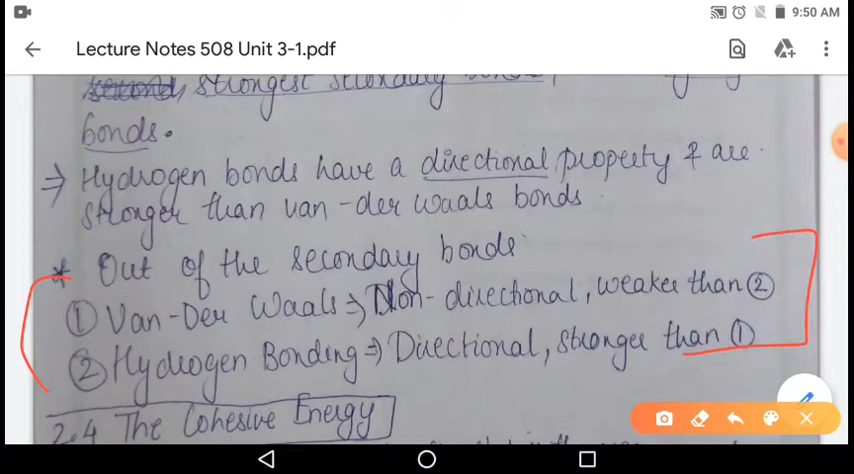 9:50 AM
Lecture Notes 508 Unit 3-1.pdf
strongest secondary
bonds.
⇒ Hydrogen bonds have a directional property & are
stronger than van-der waals bonds
* Out of the secondary bonds
① Van-Der Waals ⇒ Non-directional, weaker than ②
② Hydrogen Bonding ⇒ Directional, stronger than ①
2.4 The Cohesive Energy